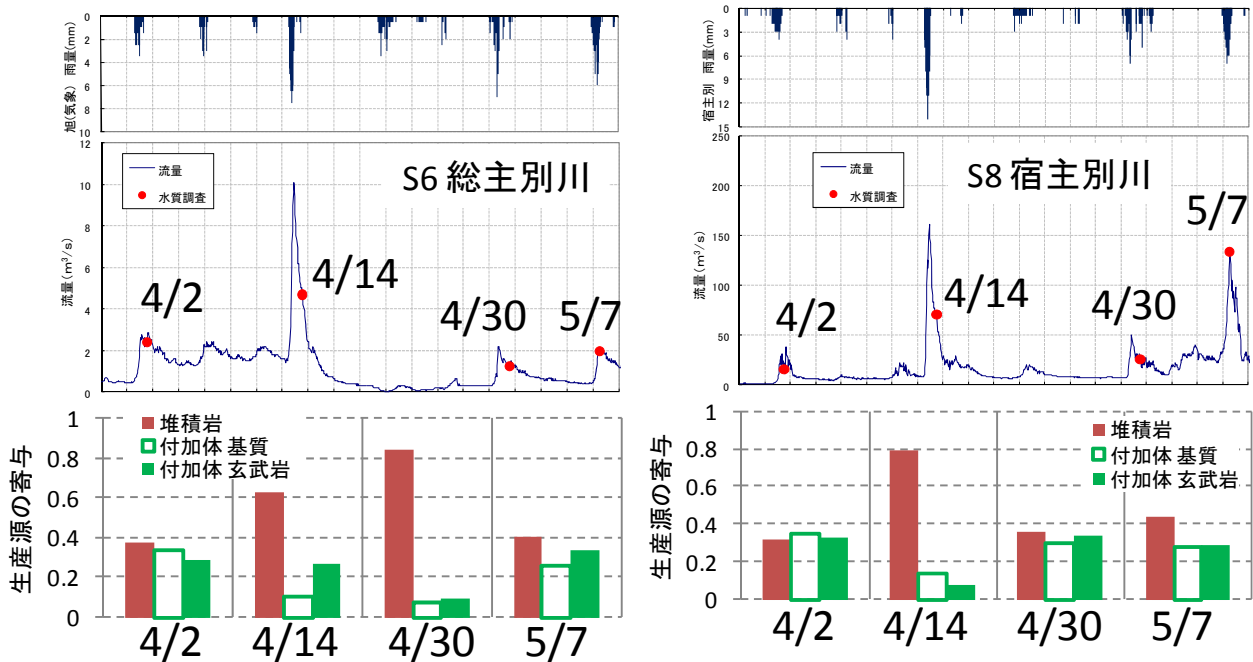 0
2
4
6
8
10
旭(気象) 雨量(mm)
12
10
8
6
4
2
0
流量(m³/s)
流量
水質調査
S6 総主別川
4/2
4/14
4/30
5/7
1
0.8
0.6
0.4
0.2
0
生産源の寄与
堆積岩
付加体 基質
付加体 玄武岩
4/2
4/14
4/30
5/7
0
3
6
9
12
15
宿主別 雨量(mm)
250
200
150
100
50
0
流量(m³/s)
流量
水質調査
S8 宿主別川
4/2
4/14
4/30
5/7
1
0.8
0.6
0.4
0.2
0
生産源の寄与
堆積岩
付加体 基質
付加体 玄武岩
4/2
4/14
4/30
5/7